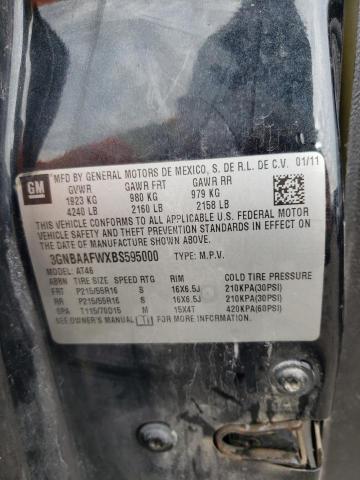 GM
MFD BY GENERAL MOTORS DE MEXICO, S. DE R.L. DE C.V. 01/11
GVWR GAWR FRT GAWR RR
1923 KG 980 KG 979 KG
4240 LB 2160 LB 2158 LB
THIS VEHICLE CONFORMS TO ALL APPLICABLE U.S. FEDERAL MOTOR
VEHICLE SAFETY AND THEFT PREVENTION STANDARDS IN EFFECT
ON THE DATE OF MANUFACTURE SHOWN ABOVE.
3GNBAAFWXBS595000 TYPE: M.P.V.
MODEL: AT46
ABBN TIRE SIZE SPEED RTG RIM COLD TIRE PRESSURE
FRT P215/55R16 S 16X6.5J 210KPA(30PSI)
RR P215/55R16 S 16X6.5J 210KPA(30PSI)
SPA T115/70D15 M 15X4T 420KPA(60PSI)
SEE OWNER'S MANUAL FOR MORE INFORMATION.